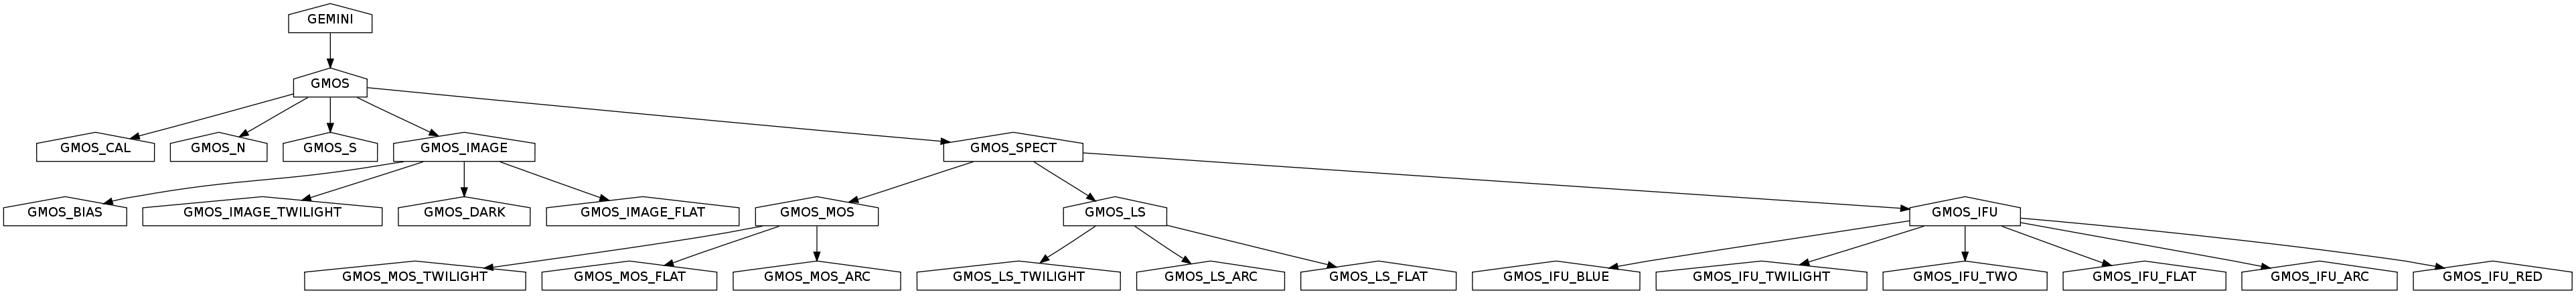 GEMINI
GMOS
GMOS_CAL
GMOS_N
GMOS_S
GMOS_IMAGE
GMOS_SPECT
GMOS_BIAS
GMOS_IMAGE_TWILIGHT
GMOS_DARK
GMOS_IMAGE_FLAT
GMOS_MOS
GMOS_LS
GMOS_IFU
GMOS_MOS_TWILIGHT
GMOS_MOS_FLAT
GMOS_MOS_ARC
GMOS_LS_TWILIGHT
GMOS_LS_ARC
GMOS_LS_FLAT
GMOS_IFU_BLUE
GMOS_IFU_TWILIGHT
GMOS_IFU_TWO
GMOS_IFU_FLAT
GMOS_IFU_ARC
GMOS_IFU_RED